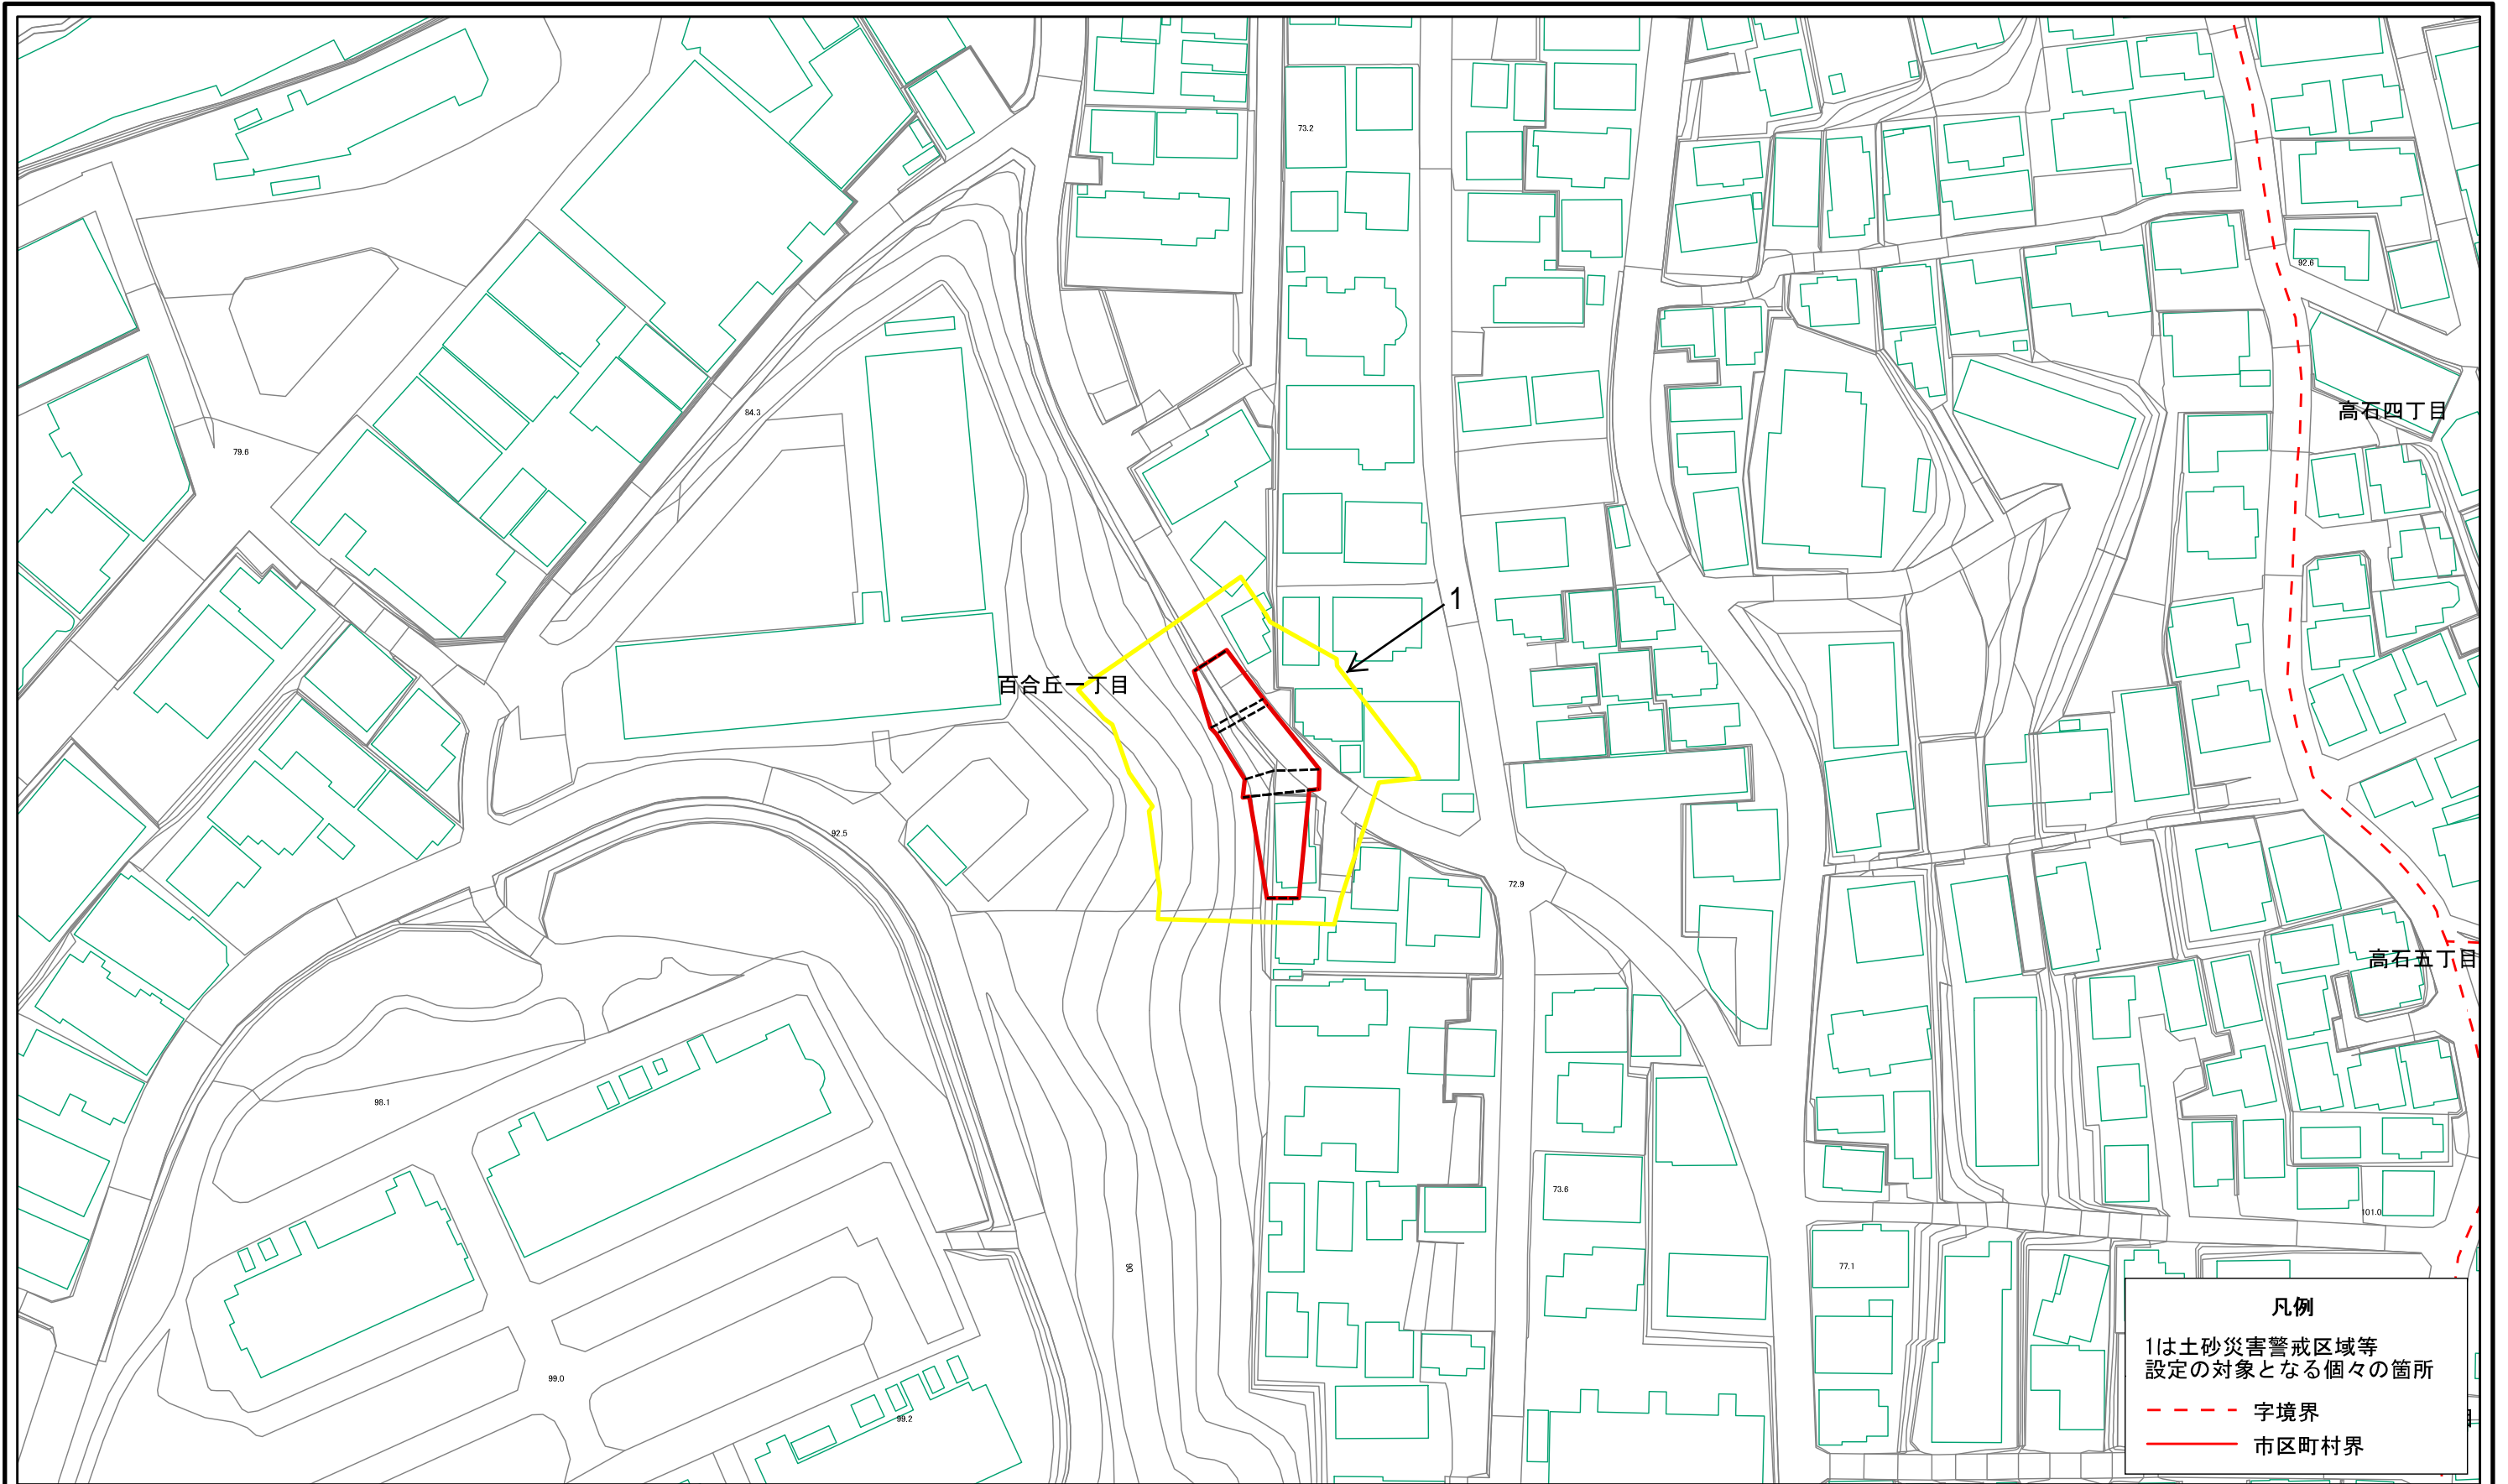 73.2
92.6
84.3
高石四丁目
79.6
1
百合丘一丁目
92.5
72.9
高石五丁目
98.1
73.6
101.0
90
77.1
99.0
99.2
凡例
1は土砂災害警戒区域等
設定の対象となる個々の箇所
字境界
市区町村界